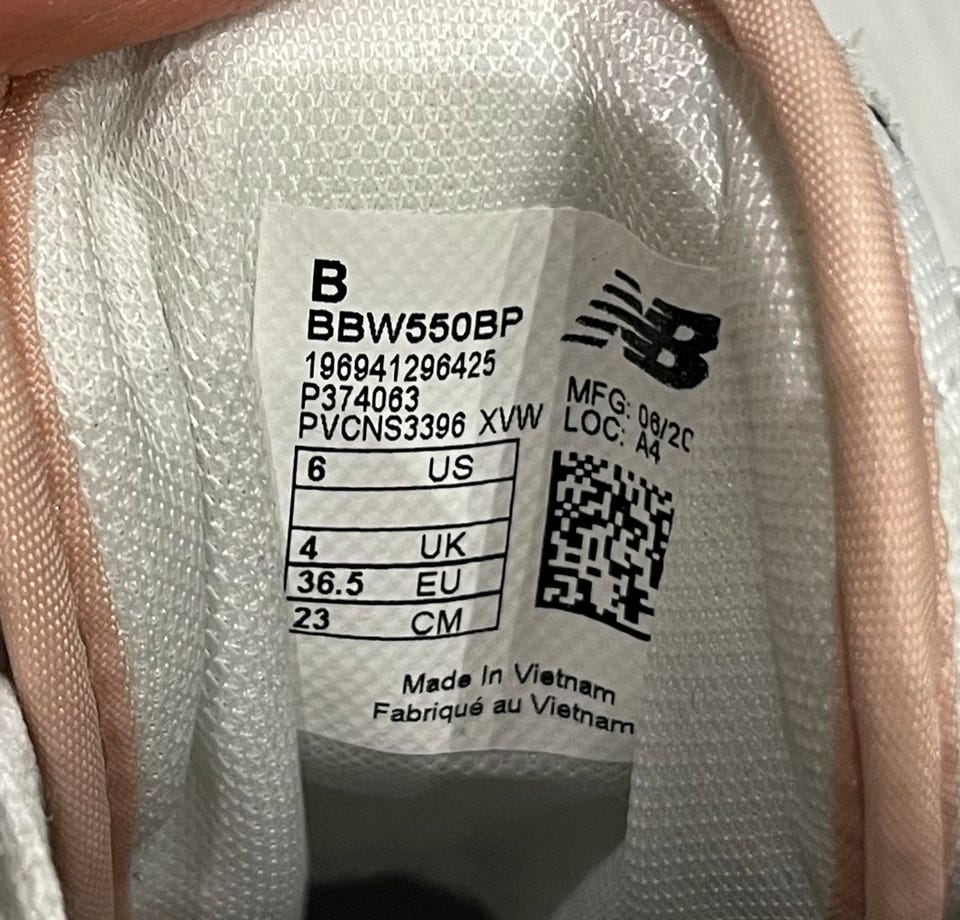 B
BBW550BP
196941296425
P374063
PVCNS3396 XVW
6 US
4 UK
36.5 EU
23 CM
NB
MFG: 06/20
LOC: A4
Made In Vietnam
Fabriqué au Vietnam